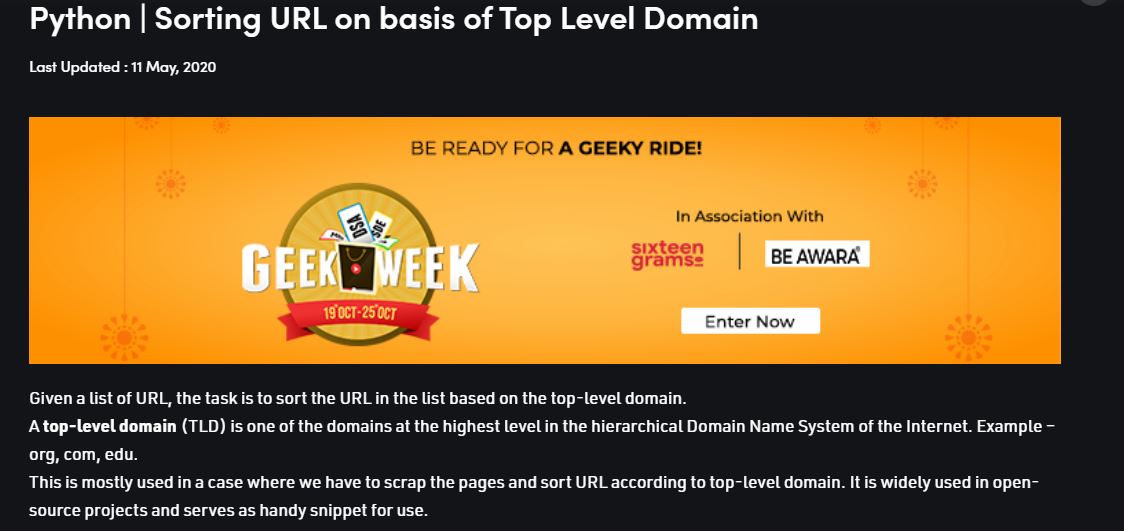 Python | Sorting URL on basis of Top Level Domain
Last Updated : 11 May, 2020
BE READY FOR A GEEKY RIDE!
DSA
SDE
GEEK WEEK
19 OCT-25 OCT
In Association With
sixteen
grams
BE AWARA
Enter Now
Given a list of URL, the task is to sort the URL in the list based on the top-level domain.
A top-level domain (TLD) is one of the domains at the highest level in the hierarchical Domain Name System of the Internet. Example –
org, com, edu.
This is mostly used in a case where we have to scrap the pages and sort URL according to top-level domain. It is widely used in open-
source projects and serves as handy snippet for use.